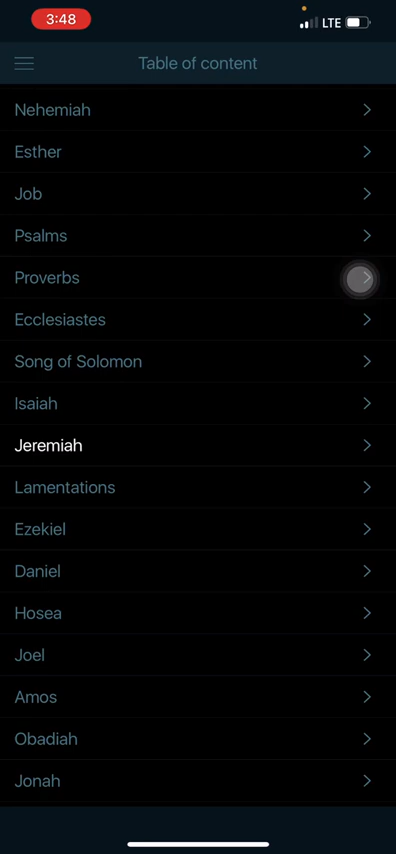 3:48
LTE
Table of content
Nehemiah
Esther
Job
Psalms
Proverbs
Ecclesiastes
Song of Solomon
Isaiah
Jeremiah
Lamentations
Ezekiel
Daniel
Hosea
Joel
Amos
Obadiah
Jonah